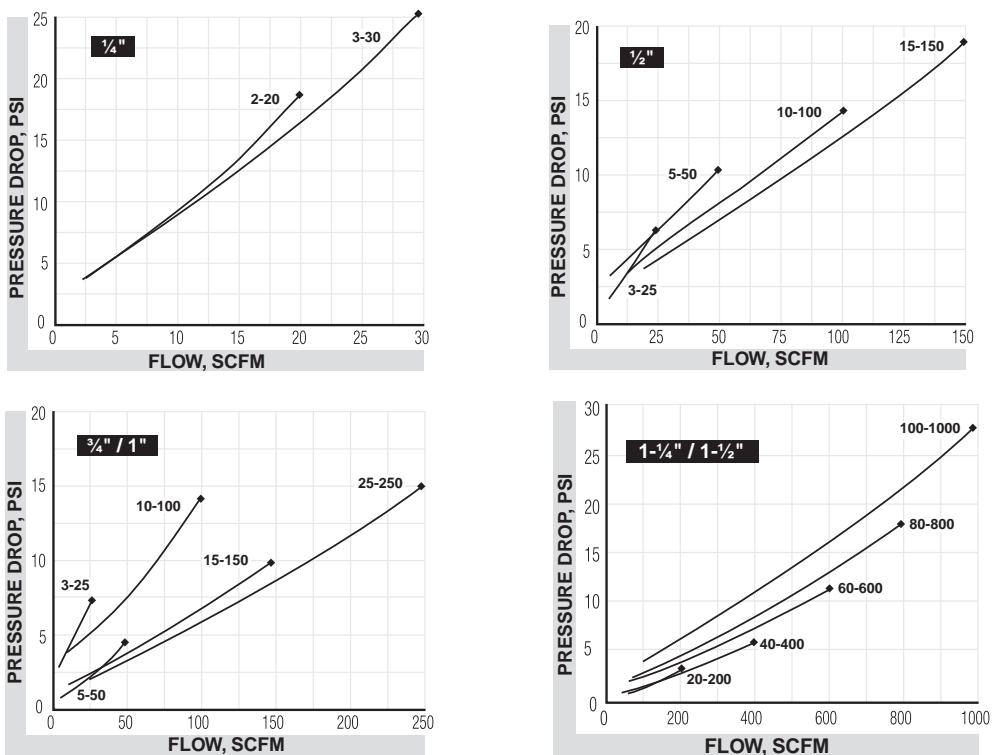 ¼"
PRESSURE DROP, PSI
25
20
15
10
5
0
2-20
3-30
0 5 10 15 20 25 30
FLOW, SCFM
½"
PRESSURE DROP, PSI
20
15
10
5
0
15-150
10-100
5-50
3-25
0 25 50 75 100 125 150
FLOW, SCFM
¾" / 1"
PRESSURE DROP, PSI
20
15
10
5
0
25-250
10-100
15-150
3-25
5-50
0 50 100 150 200 250
FLOW, SCFM
1-¼" / 1-½"
PRESSURE DROP, PSI
30
25
20
15
10
5
0
100-1000
80-800
60-600
40-400
20-200
0 200 400 600 800 1000
FLOW, SCFM